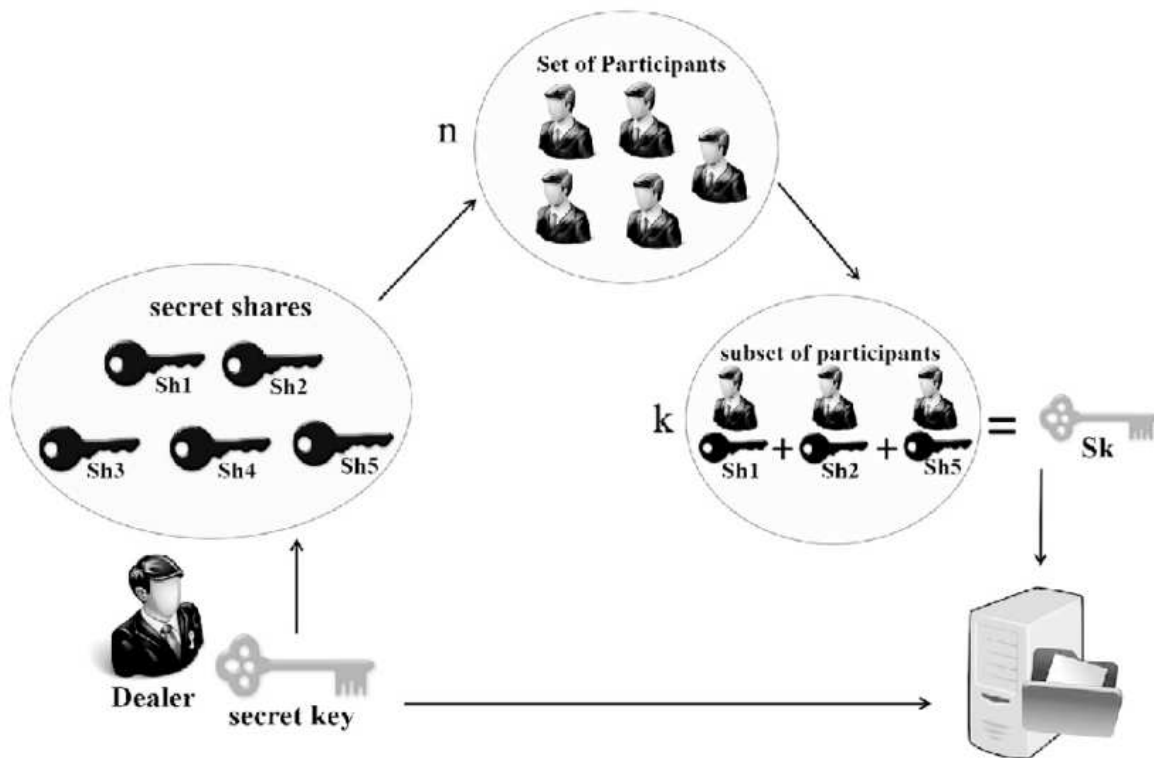 Set of Participants
n
secret shares
Sh1 Sh2
Sh3 Sh4 Sh5
subset of participants
k
Sh1 + Sh2 + Sh5 = Sk
Dealer
secret key